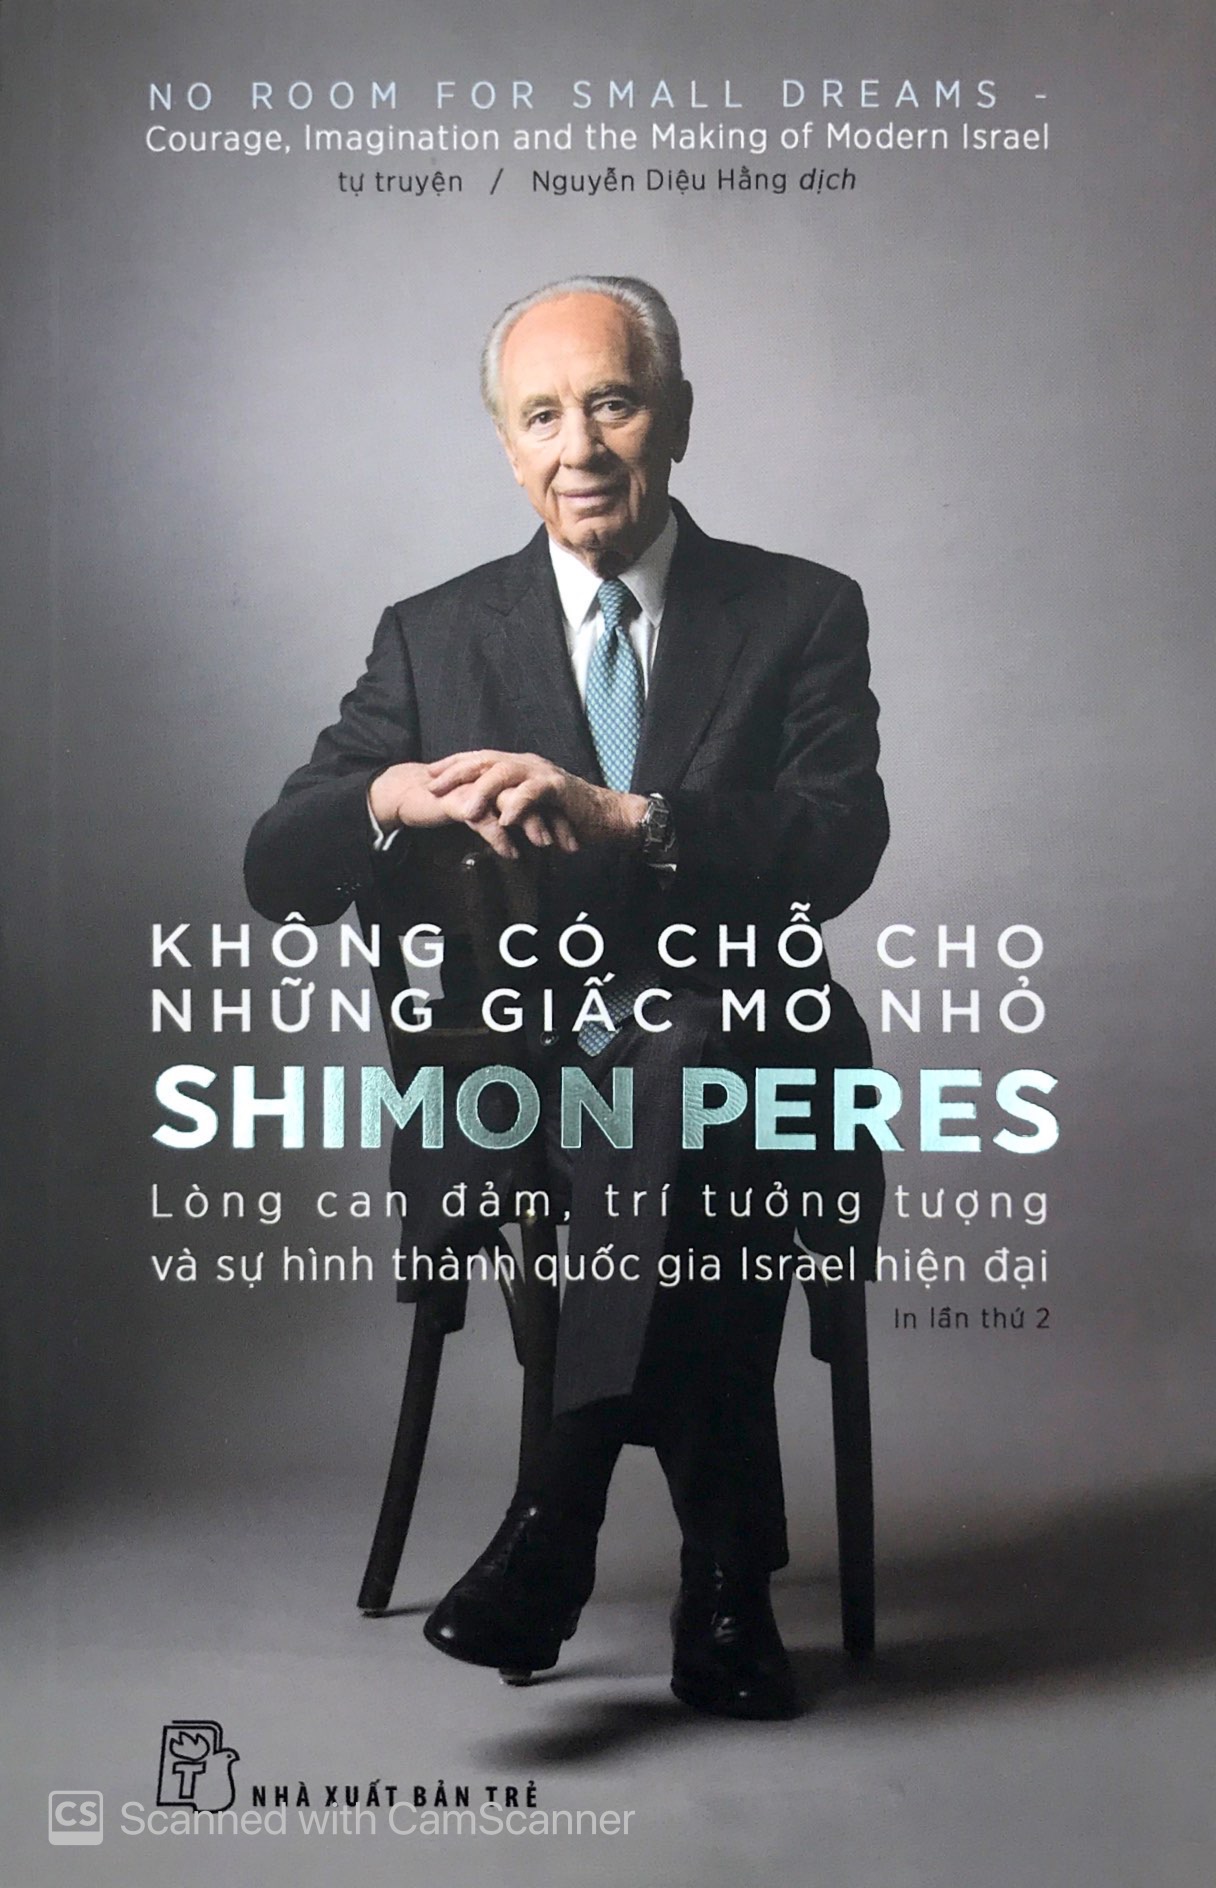 NO ROOM FOR SMALL DREAMS -
Courage, Imagination and the Making of Modern Israel
tự truyện / Nguyễn Diệu Hằng dịch
KHÔNG CÓ CHỖ CHO
NHỮNG GIẤC MƠ NHỎ
SHIMON PERES
Lòng can đảm, trí tưởng tượng
và sự hình thành quốc gia Israel hiện đại
In lần thứ 2
T
NHÀ XUẤT BẢN TRẺ
CS Scanned with CamScanner